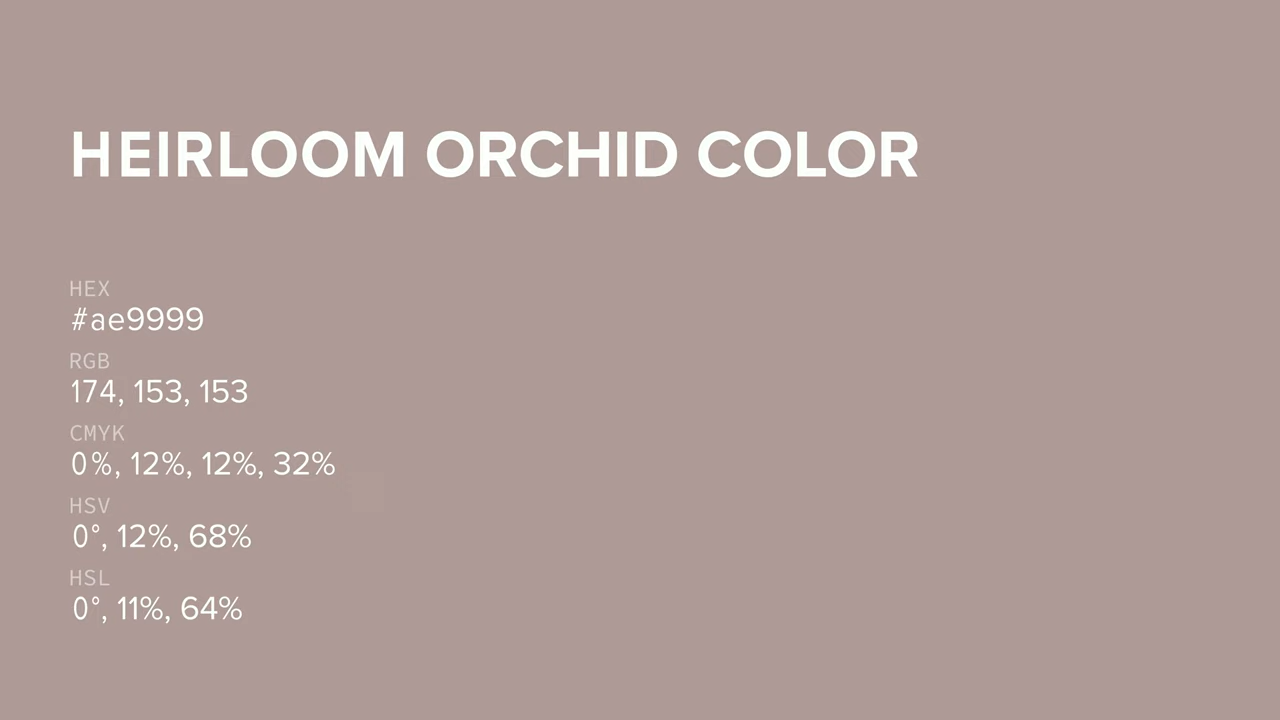 HEIRLOOM ORCHID COLOR
HEX
#ae9999
RGB
174, 153, 153
CMYK
0%, 12%, 12%, 32%
HSV
0°, 12%, 68%
HSL
0°, 11%, 64%